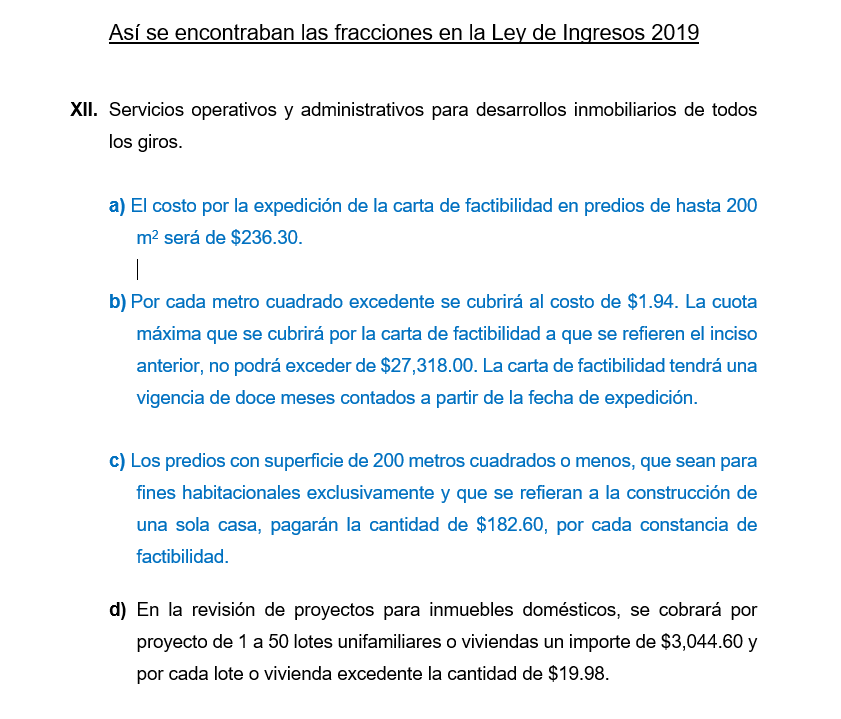 Así se encontraban las fracciones en la Ley de Ingresos 2019
XII. Servicios operativos y administrativos para desarrollos inmobiliarios de todos
los giros.
a) El costo por la expedición de la carta de factibilidad en predios de hasta 200
m² será de $236.30.
b) Por cada metro cuadrado excedente se cubrirá al costo de $1.94. La cuota
máxima que se cubrirá por la carta de factibilidad a que se refieren el inciso
anterior, no podrá exceder de $27,318.00. La carta de factibilidad tendrá una
vigencia de doce meses contados a partir de la fecha de expedición.
c) Los predios con superficie de 200 metros cuadrados o menos, que sean para
fines habitacionales exclusivamente y que se refieran a la construcción de
una sola casa, pagarán la cantidad de $182.60, por cada constancia de
factibilidad.
d) En la revisión de proyectos para inmuebles domésticos, se cobrará por
proyecto de 1 a 50 lotes unifamiliares o viviendas un importe de $3,044.60 y
por cada lote o vivienda excedente la cantidad de $19.98.